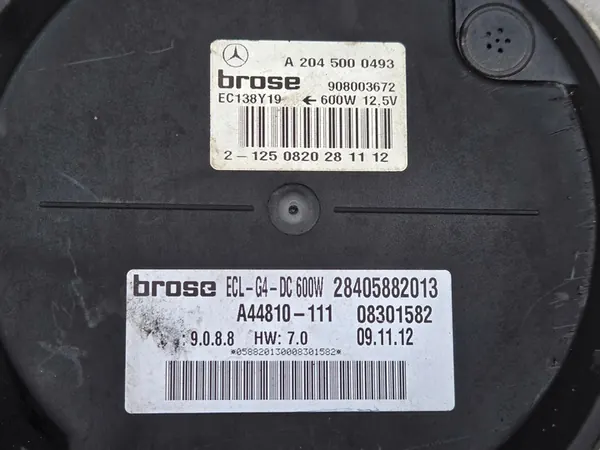 A 204 500 0493
brose 908003672
EC138Y19 ← 600W 12,5V
2-125 0820 28 11 12
brose ECL-G4-DC 600W 28405882013
A44810-111 08301582
: 9.0.8.8 HW: 7.0 09.11.12
*058820130008301582*